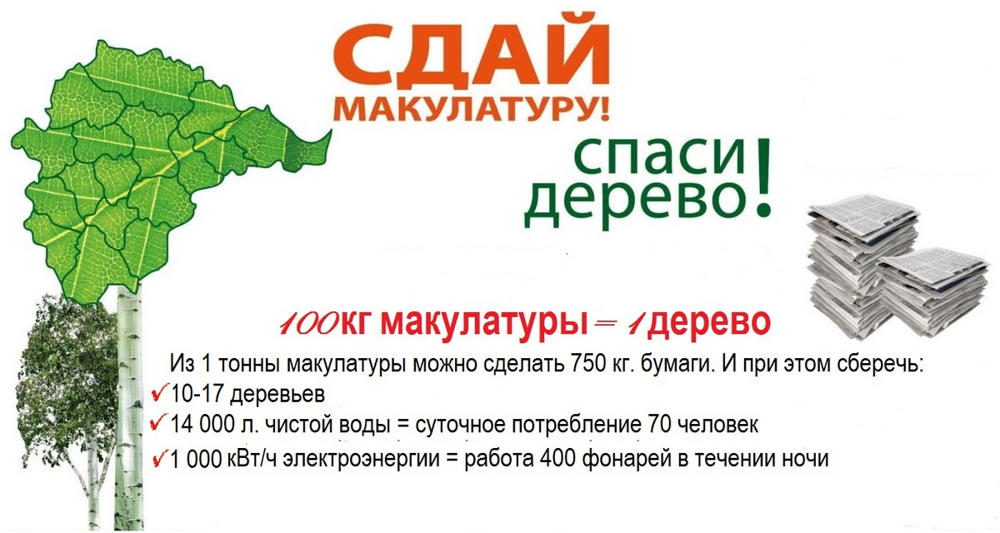 СДАЙ
МАКУЛАТУРУ!
спаси
дерево!
100кг макулатуры = 1 дерево
Из 1 тонны макулатуры можно сделать 750 кг. бумаги. И при этом сберечь:
10-17 деревьев
14 000 л. чистой воды = суточное потребление 70 человек
1 000 кВт/ч электроэнергии = работа 400 фонарей в течении ночи